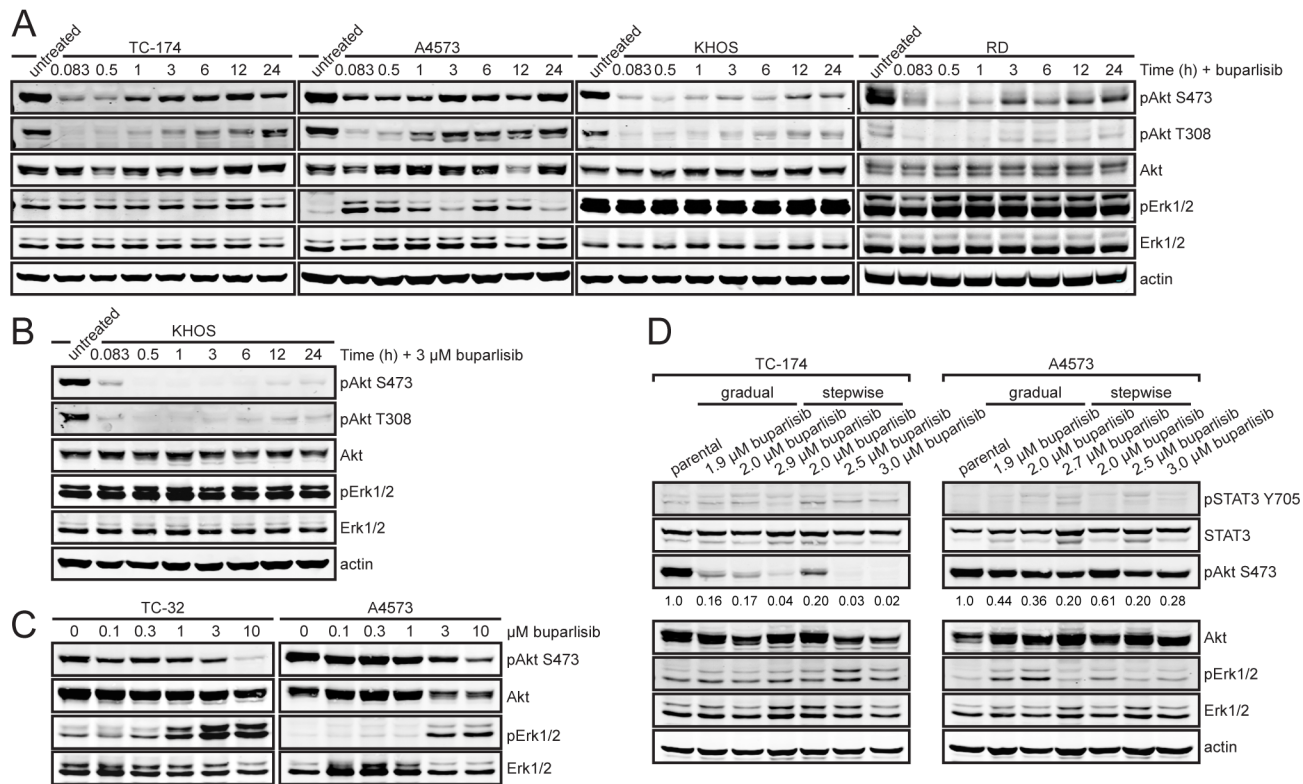 A
TC-174 A4573 KHOS RD
untreated 0.083 0.5 1 3 6 12 24 untreated 0.083 0.5 1 3 6 12 24 untreated 0.083 0.5 1 3 6 12 24 untreated 0.083 0.5 1 3 6 12 24 Time (h) + buparlisib
pAkt S473
pAkt T308
Akt
pErk1/2
Erk1/2
actin
B
KHOS
untreated 0.083 0.5 1 3 6 12 24 Time (h) + 3 µM buparlisib
pAkt S473
pAkt T308
Akt
pErk1/2
Erk1/2
actin
C
TC-32 A4573
0 0.1 0.3 1 3 10 0 0.1 0.3 1 3 10 µM buparlisib
pAkt S473
Akt
pErk1/2
Erk1/2
D
TC-174 A4573
gradual stepwise gradual stepwise
parental 1.9 µM buparlisib 2.0 µM buparlisib 2.9 µM buparlisib 2.0 µM buparlisib 2.5 µM buparlisib 3.0 µM buparlisib parental 1.9 µM buparlisib 2.0 µM buparlisib 2.7 µM buparlisib 2.0 µM buparlisib 2.5 µM buparlisib 3.0 µM buparlisib
pSTAT3 Y705
STAT3
pAkt S473
1.0 0.16 0.17 0.04 0.20 0.03 0.02 1.0 0.44 0.36 0.20 0.61 0.20 0.28
Akt
pErk1/2
Erk1/2
actin